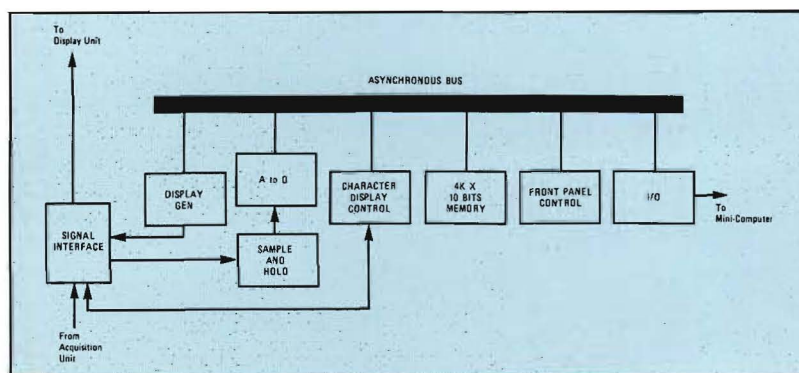 To
Display Unit
ASYNCHRONOUS BUS
DISPLAY
GEN
A to D
CHARACTER
DISPLAY
CONTROL
4K X
10 BITS
MEMORY
FRONT PANEL
CONTROL
I/O
To
Mini-Computer
SIGNAL
INTERFACE
SAMPLE
AND
HOLD
From
Acquisition
Unit